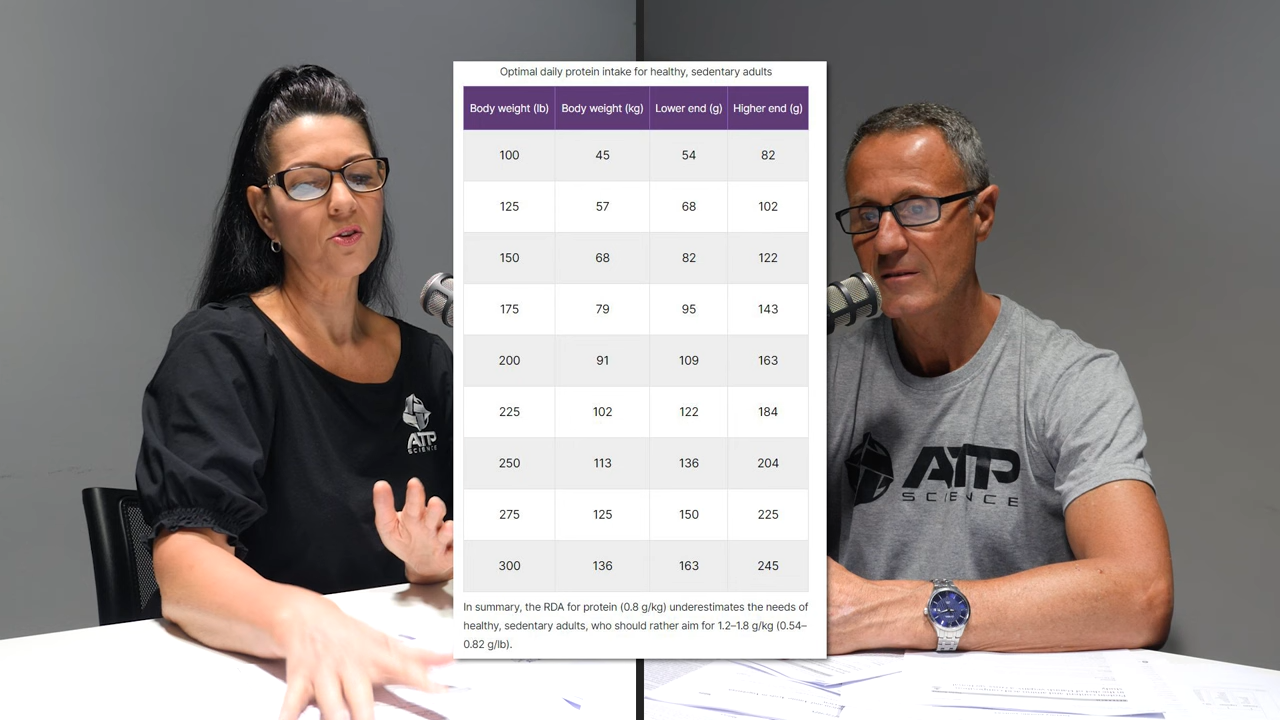 Optimal daily protein intake for healthy, sedentary adults
Body weight (lb) Body weight (kg) Lower end (g) Higher end (g)
100 45 54 82
125 57 68 102
150 68 82 122
175 79 95 143
200 91 109 163
225 102 122 184
250 113 136 204
275 125 150 225
300 136 163 245
In summary, the RDA for protein (0.8 g/kg) underestimates the needs of
healthy, sedentary adults, who should rather aim for 1.2–1.8 g/kg (0.54–
0.82 g/lb).
ATP
SCIENCE
ATP
SCIENCE